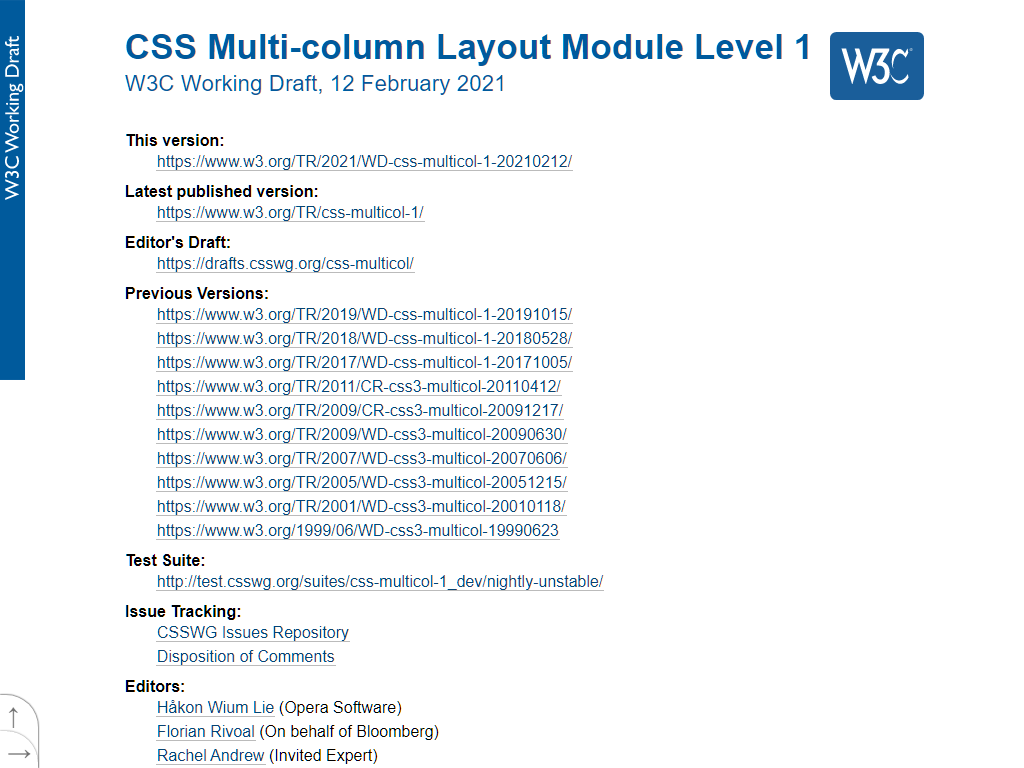 W3C Working Draft
CSS Multi-column Layout Module Level 1
W3C
W3C Working Draft, 12 February 2021
This version:
https://www.w3.org/TR/2021/WD-css-multicol-1-20210212/
Latest published version:
https://www.w3.org/TR/css-multicol-1/
Editor's Draft:
https://drafts.csswg.org/css-multicol/
Previous Versions:
https://www.w3.org/TR/2019/WD-css-multicol-1-20191015/
https://www.w3.org/TR/2018/WD-css-multicol-1-20180528/
https://www.w3.org/TR/2017/WD-css-multicol-1-20171005/
https://www.w3.org/TR/2011/CR-css3-multicol-20110412/
https://www.w3.org/TR/2009/CR-css3-multicol-20091217/
https://www.w3.org/TR/2009/WD-css3-multicol-20090630/
https://www.w3.org/TR/2007/WD-css3-multicol-20070606/
https://www.w3.org/TR/2005/WD-css3-multicol-20051215/
https://www.w3.org/TR/2001/WD-css3-multicol-20010118/
https://www.w3.org/1999/06/WD-css3-multicol-19990623
Test Suite:
http://test.csswg.org/suites/css-multicol-1_dev/nightly-unstable/
Issue Tracking:
CSSWG Issues Repository
Disposition of Comments
Editors:
Håkon Wium Lie (Opera Software)
Florian Rivoal (On behalf of Bloomberg)
Rachel Andrew (Invited Expert)
↑
→